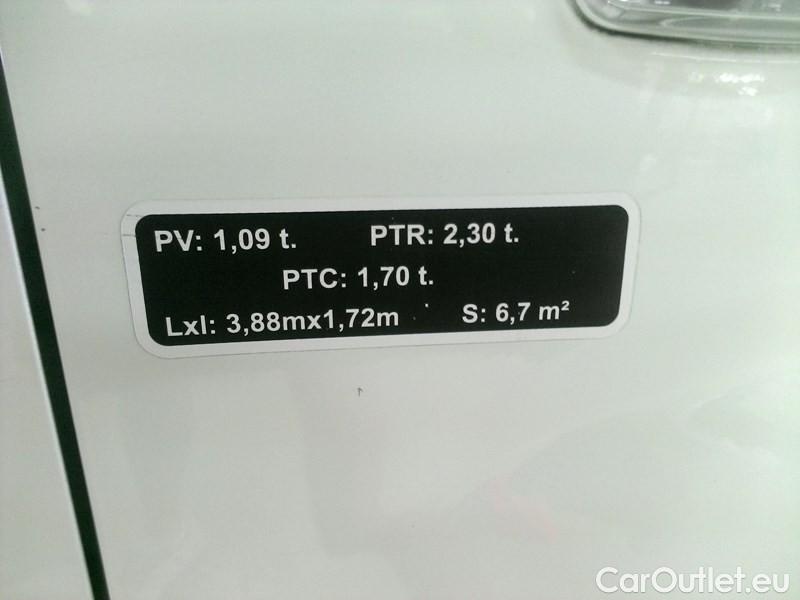 PV: 1,09 t. PTR: 2,30 t.
PTC: 1,70 t.
Lxl: 3,88mx1,72m S: 6,7 m²
CarOutlet.eu